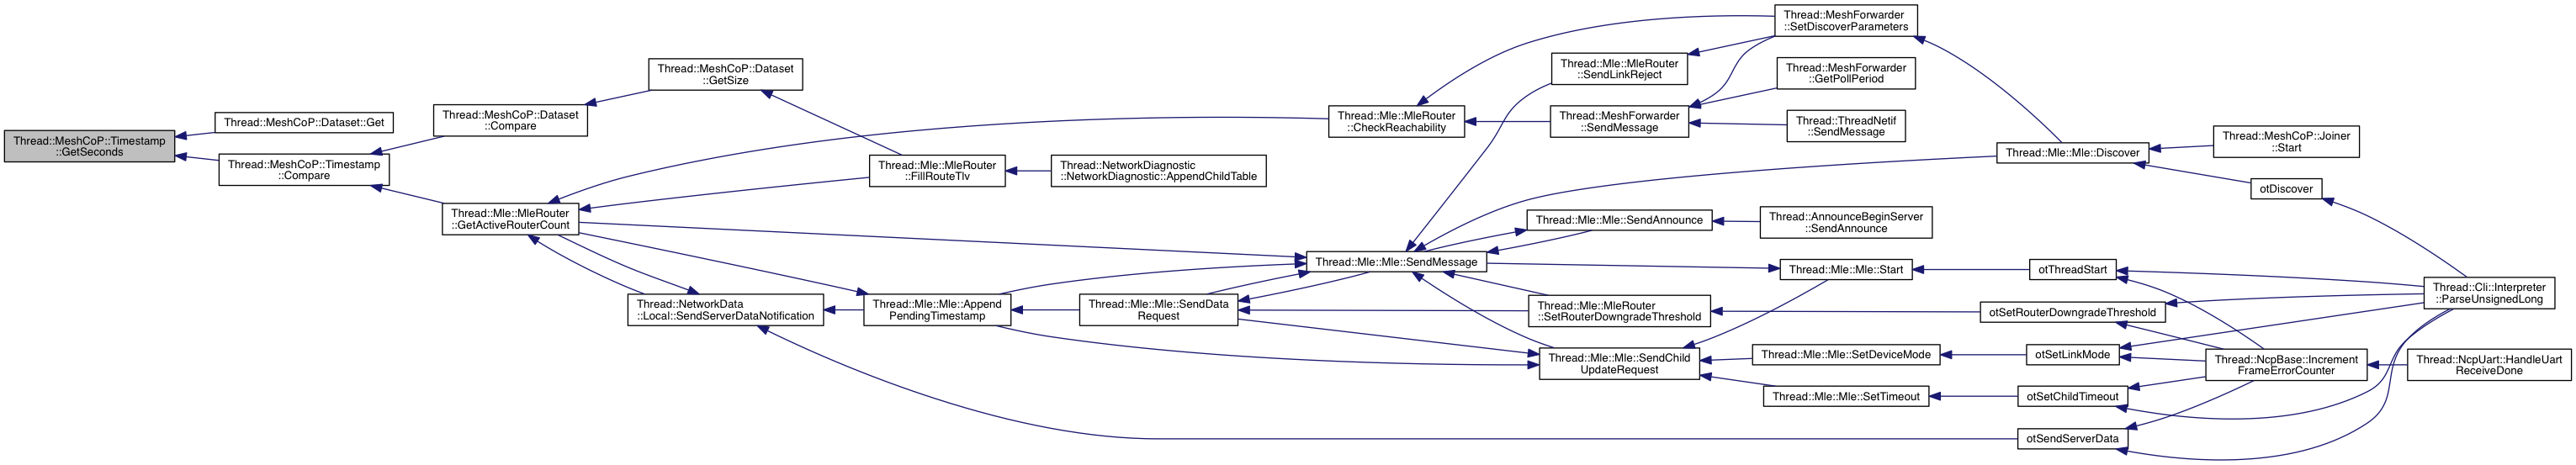 Thread::MeshCoP::Timestamp
::GetSeconds
Thread::MeshCoP::Dataset::Get
Thread::MeshCoP::Timestamp
::Compare
Thread::MeshCoP::Dataset
::Compare
Thread::Mle::MleRouter
::GetActiveRouterCount
Thread::MeshCoP::Dataset
::GetSize
Thread::NetworkData
::Local::SendServerDataNotification
Thread::Mle::MleRouter
::FillRouteTlv
Thread::Mle::Mle::Append
PendingTimestamp
Thread::NetworkDiagnostic
::NetworkDiagnostic::AppendChildTable
Thread::Mle::Mle::SendData
Request
Thread::Mle::MleRouter
::CheckReachability
Thread::Mle::Mle::SendMessage
Thread::Mle::MleRouter
::SendLinkReject
Thread::MeshForwarder
::SendMessage
Thread::Mle::Mle::SendAnnounce
Thread::Mle::MleRouter
::SetRouterDowngradeThreshold
Thread::Mle::Mle::SendChild
UpdateRequest
Thread::MeshForwarder
::SetDiscoverParameters
Thread::MeshForwarder
::GetPollPeriod
Thread::ThreadNetif
::SendMessage
Thread::AnnounceBeginServer
::SendAnnounce
Thread::Mle::Mle::Start
Thread::Mle::Mle::SetDeviceMode
Thread::Mle::Mle::SetTimeout
Thread::Mle::Mle::Discover
otThreadStart
otSetRouterDowngradeThreshold
otSetLinkMode
otSetChildTimeout
otSendServerData
Thread::MeshCoP::Joiner
::Start
otDiscover
Thread::NcpBase::Increment
FrameErrorCounter
Thread::Cli::Interpreter
::ParseUnsignedLong
Thread::NcpUart::HandleUart
ReceiveDone